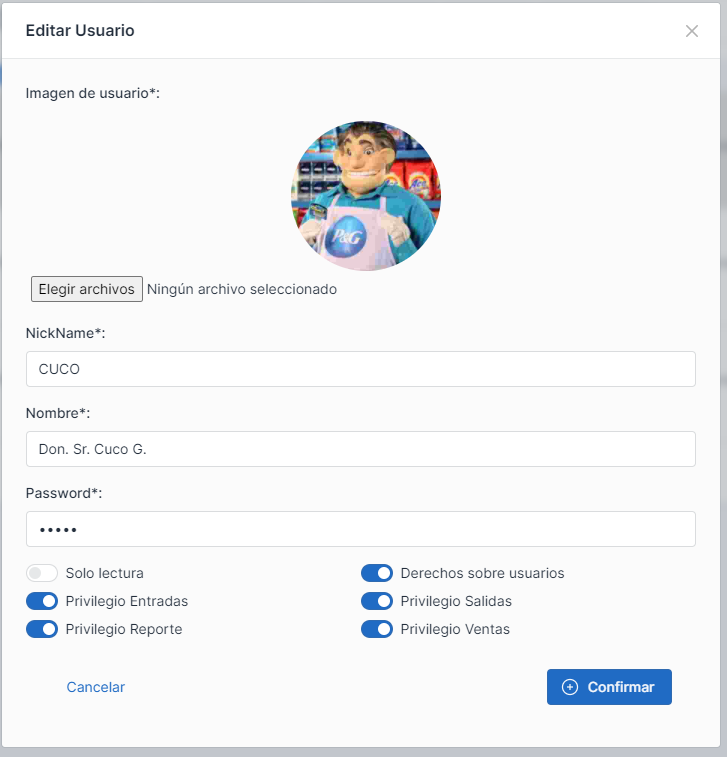 Editar Usuario
Imagen de usuario*:
P&G
Elegir archivos Ningún archivo seleccionado
NickName*:
CUCO
Nombre*:
Don. Sr. Cuco G.
Password*:
•••••
Solo lectura Derechos sobre usuarios
Privilegio Entradas Privilegio Salidas
Privilegio Reporte Privilegio Ventas
Cancelar Confirmar